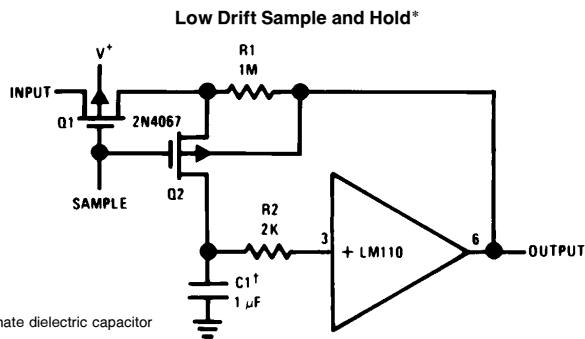 Low Drift Sample and Hold*
V+
R1
1M
INPUT
Q1
2N4067
SAMPLE
Q2
R2
2K
3
6
+ LM110
OUTPUT
C1†
1 μF
nate dielectric capacitor